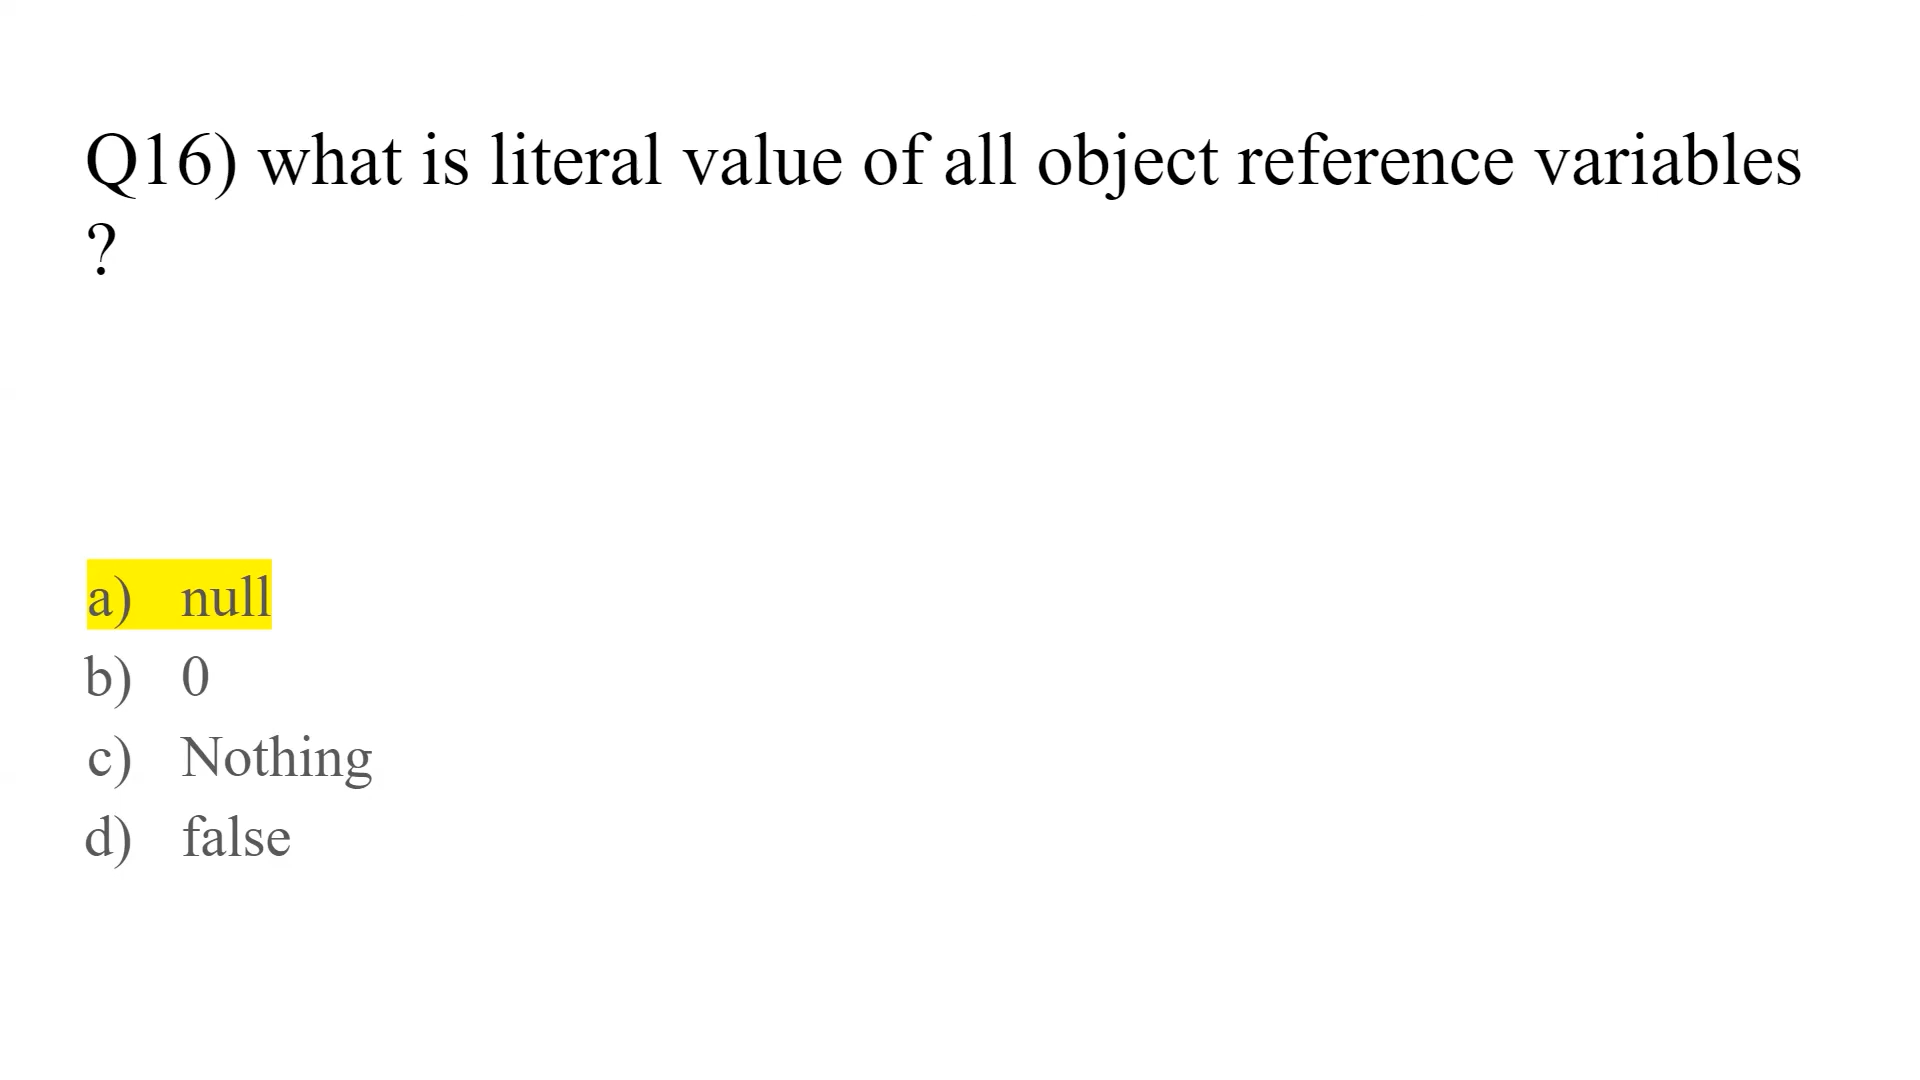 Q16) what is literal value of all object reference variables
?
a) null
b) 0
c) Nothing
d) false